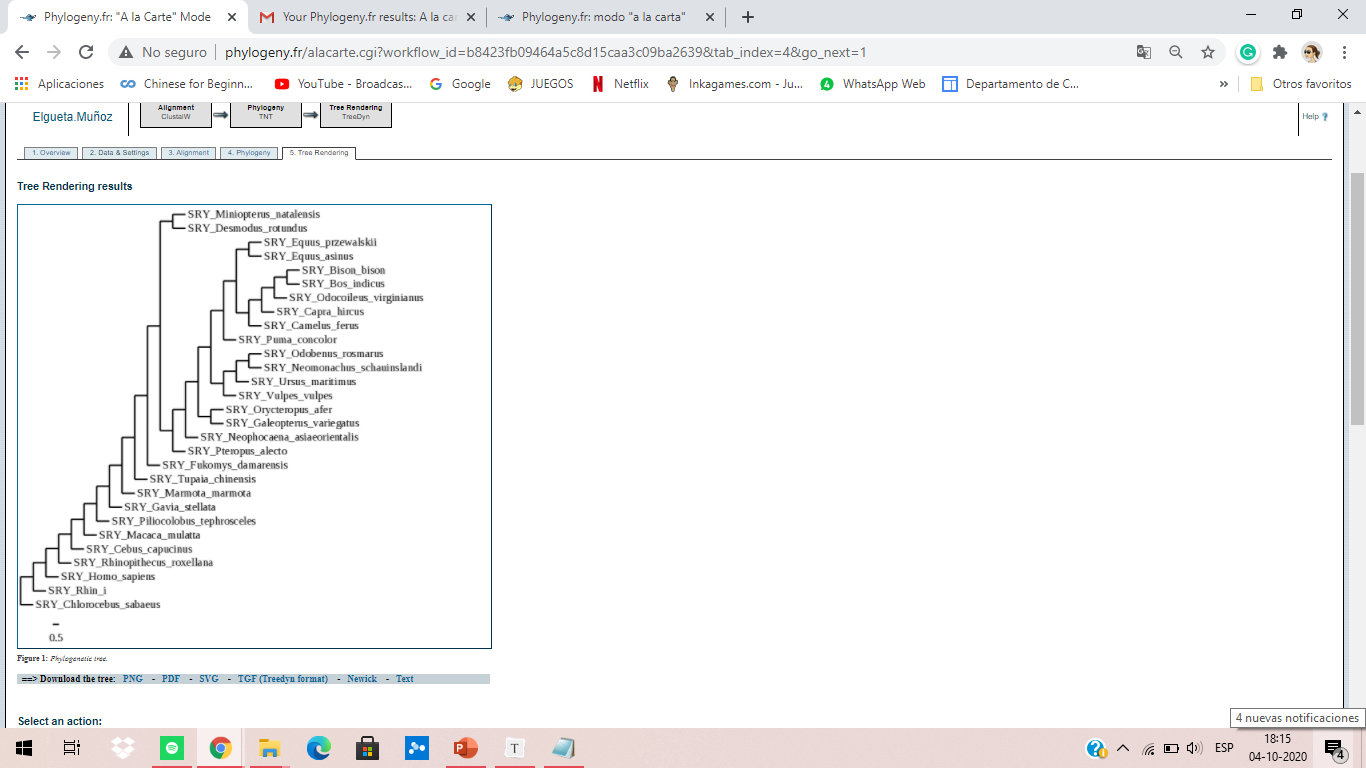 Phylogeny.fr: "A la Carte" Mode
Your Phylogeny.fr results: A la car
Phylogeny.fr: modo "a la carta"
No seguro
phylogeny.fr/alacarte.cgi?workflow_id=b8423fb09464a5c8d15caa3c09ba2639&tab_index=4&go_next=1
Aplicaciones
Chinese for Beginn...
YouTube - Broadcas...
Google
JUEGOS
Netflix
Inkagames.com - Ju...
WhatsApp Web
Departamento de C...
»
Otros favoritos
Elgueta.Muñoz
Alignment
ClustalW
Phylogeny
TNT
Tree Rendering
TreeDyn
Help ?
1. Overview
2. Data & Settings
3. Alignment
4. Phylogeny
5. Tree Rendering
Tree Rendering results
SRY_Miniopterus_natalensis
SRY_Desmodus_rotundus
SRY_Equus_przewalskii
SRY_Equus_asinus
SRY_Bison_bison
SRY_Bos_indicus
SRY_Odocoileus_virginianus
SRY_Capra_hircus
SRY_Camelus_ferus
SRY_Puma_concolor
SRY_Odobenus_rosmarus
SRY_Neomonachus_schauinslandi
SRY_Ursus_maritimus
SRY_Vulpes_vulpes
SRY_Orycteropus_afer
SRY_Galeopterus_variegatus
SRY_Neophocaena_asiaeorientalis
SRY_Pteropus_alecto
SRY_Fukomys_damarensis
SRY_Tupaia_chinensis
SRY_Marmota_marmota
SRY_Gavia_stellata
SRY_Piliocolobus_tephrosceles
SRY_Macaca_mulatta
SRY_Cebus_capucinus
SRY_Rhinopithecus_roxellana
SRY_Homo_sapiens
SRY_Rhin_i
SRY_Chlorocebus_sabaeus
0.5
Figure 1: Phylogenetic tree.
==> Download the tree: PNG - PDF - SVG - TGF (Treedyn format) - Newick - Text
Select an action:
4 nuevas notificaciones
ESP
18:15
04-10-2020
4